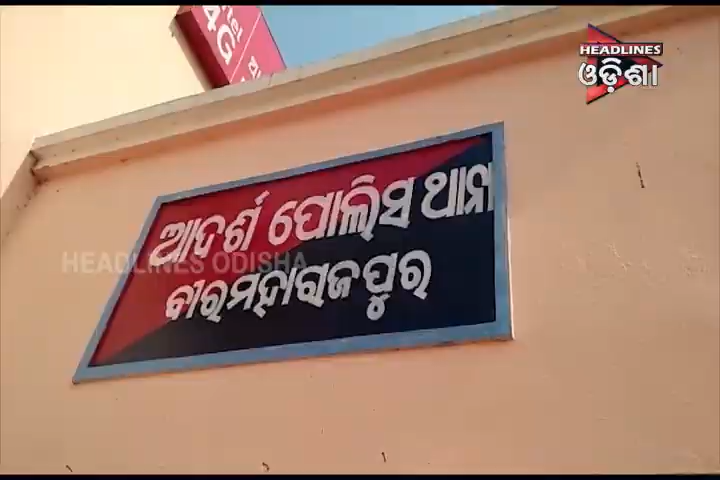 4G
HEADLINES
ଓଡ଼ିଶା
ଆଦର୍ଶ ପୋଲିସ ଥାନା
HEADLINES ODISHA
ବୀରମହାରାଜପୁର